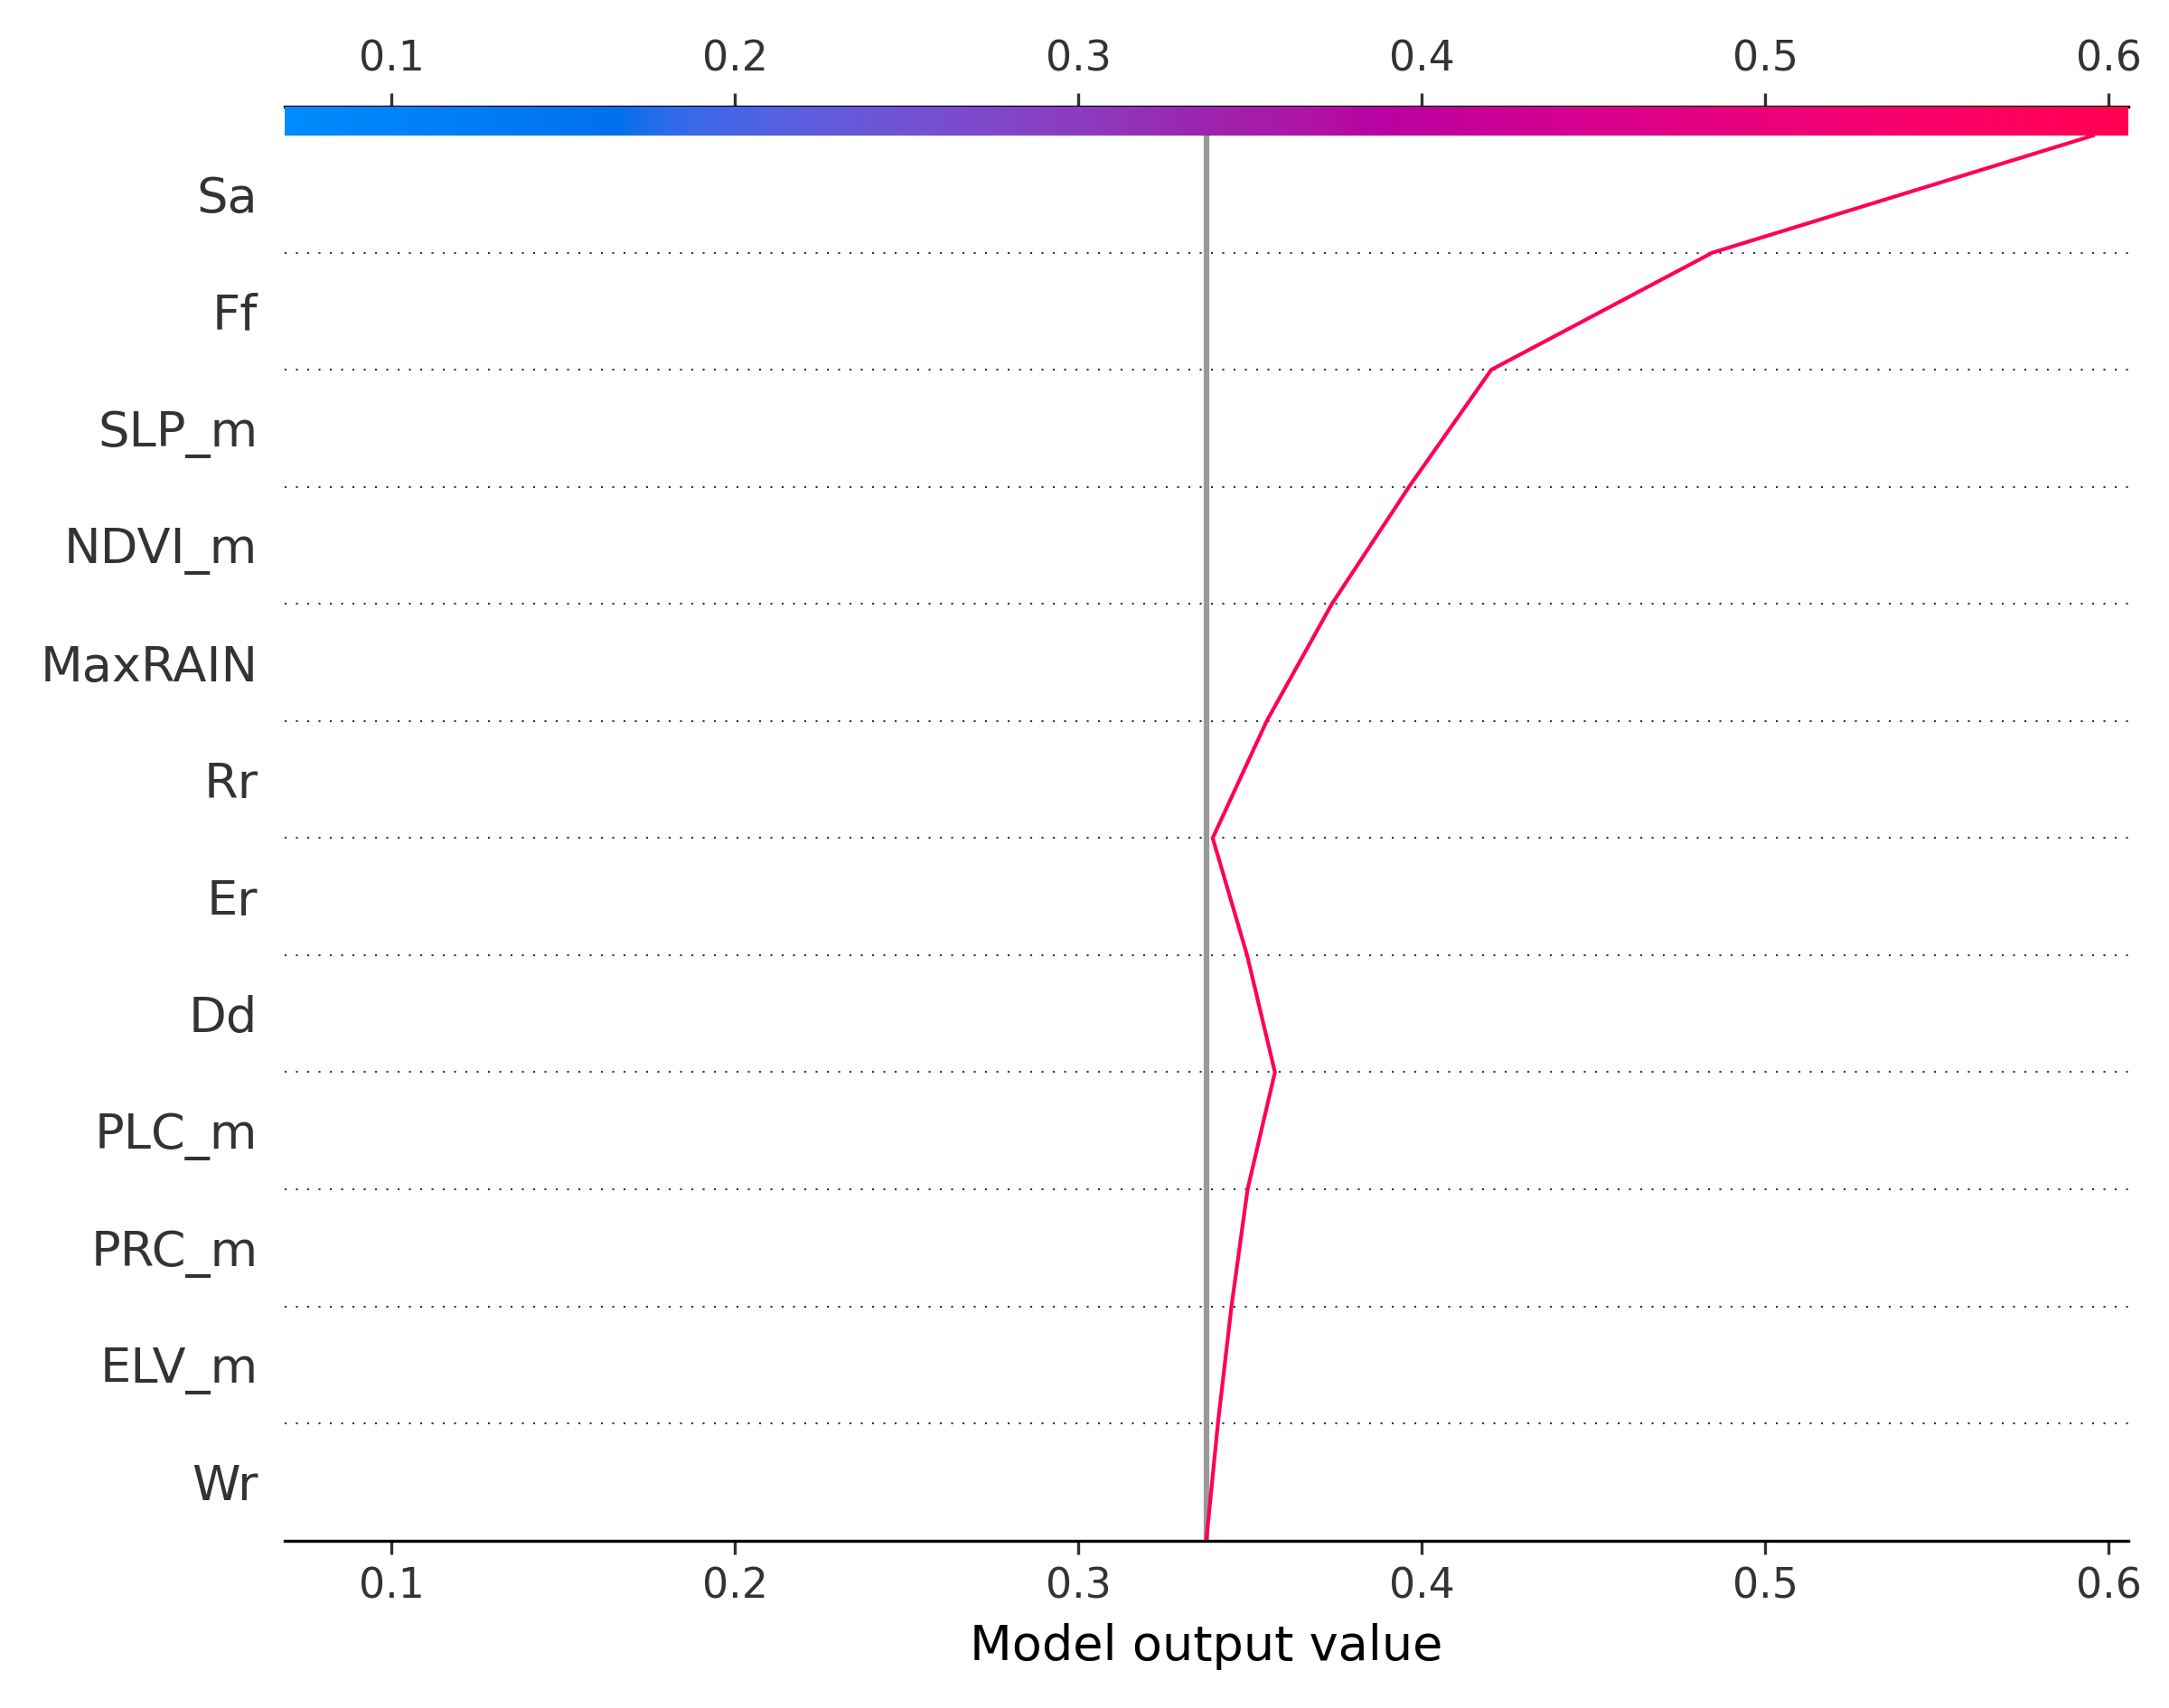 0.1 0.2 0.3 0.4 0.5 0.6
Sa
Ff
SLP_m
NDVI_m
MaxRAIN
Rr
Er
Dd
PLC_m
PRC_m
ELV_m
Wr
0.1 0.2 0.3 0.4 0.5 0.6
Model output value